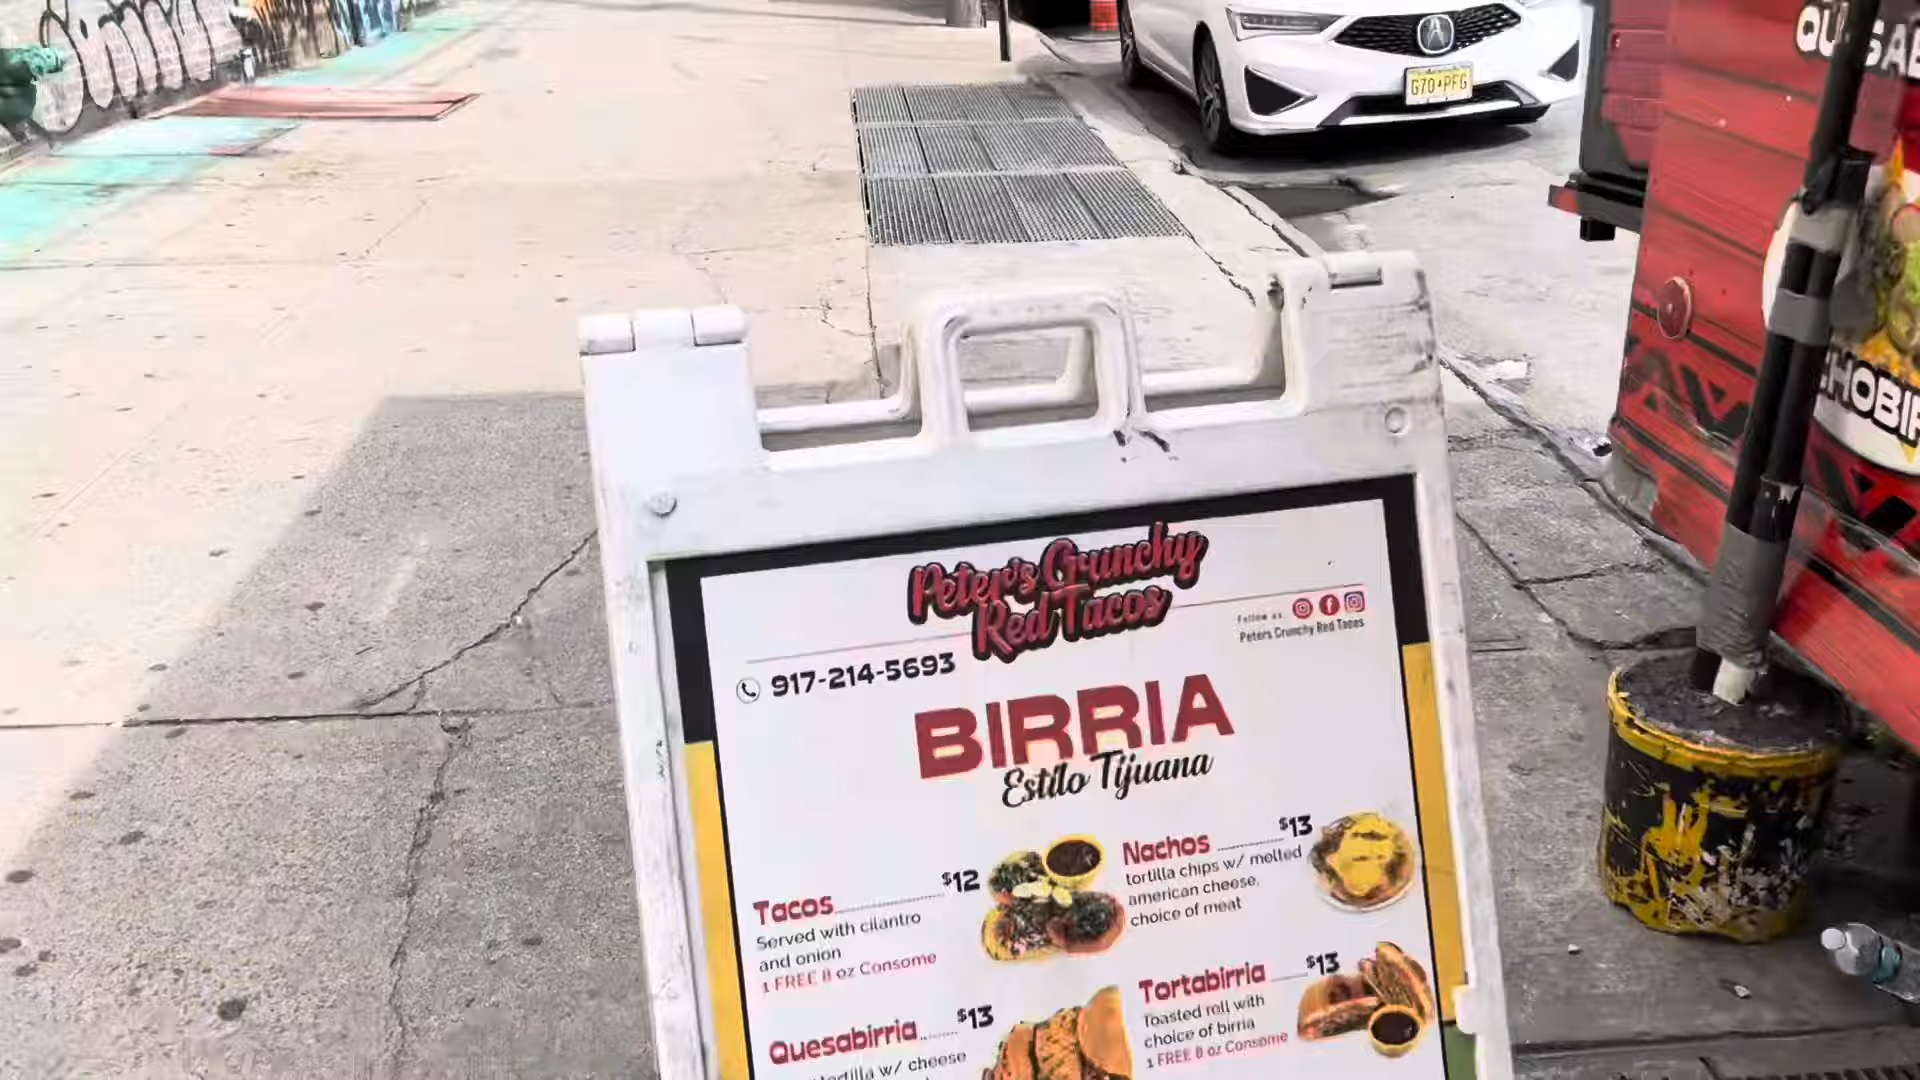 G70 PFG
Peter's Crunchy
Red Tacos
Follow us
Peters Crunchy Red Tacos
917-214-5693
BIRRIA
Estilo Tijuana
Tacos $12
Served with cilantro
and onion
1 FREE 8 oz Consome
Nachos $13
tortilla chips w/ melted
american cheese,
choice of meat
Quesabirria $13
tortilla w/ cheese
Tortabirria $13
Toasted roll with
choice of birria
1 FREE 8 oz Consome